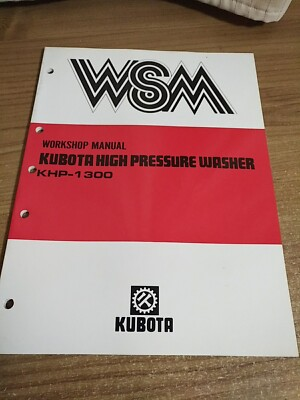 WSM
WORKSHOP MANUAL
KUBOTA HIGH PRESSURE WASHER
KHP-1300
KUBOTA